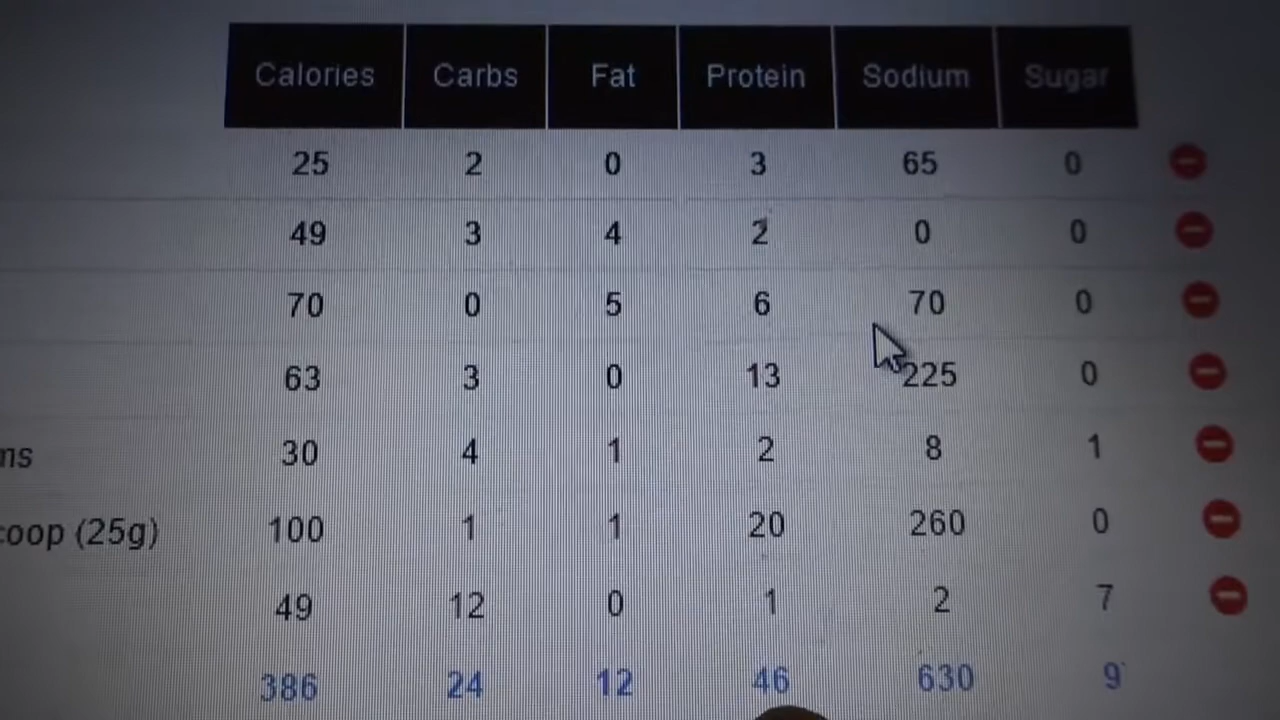 Calories Carbs Fat Protein Sodium Sugar
25 2 0 3 65 0
49 3 4 2 0 0
70 0 5 6 70 0
63 3 0 13 225 0
ns 30 4 1 2 8 1
coop (25g) 100 1 1 20 260 0
49 12 0 1 2 7
386 24 12 46 630 9